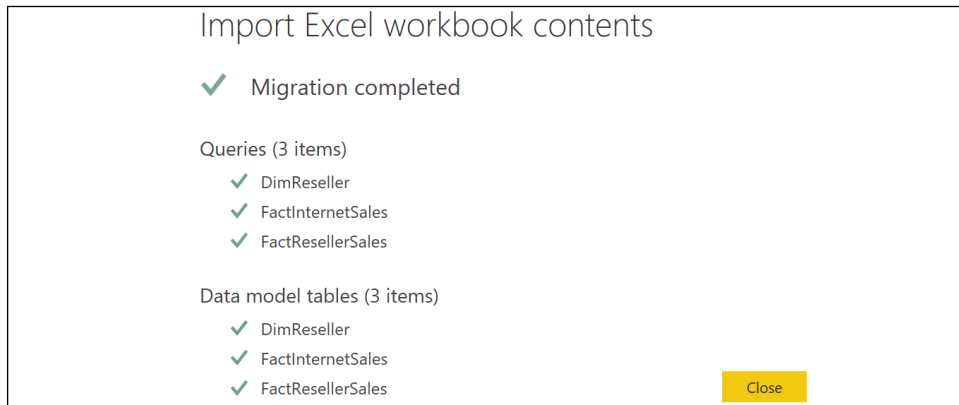 Import Excel workbook contents
Migration completed
Queries (3 items)
DimReseller
FactInternetSales
FactResellerSales
Data model tables (3 items)
DimReseller
FactInternetSales
FactResellerSales
Close